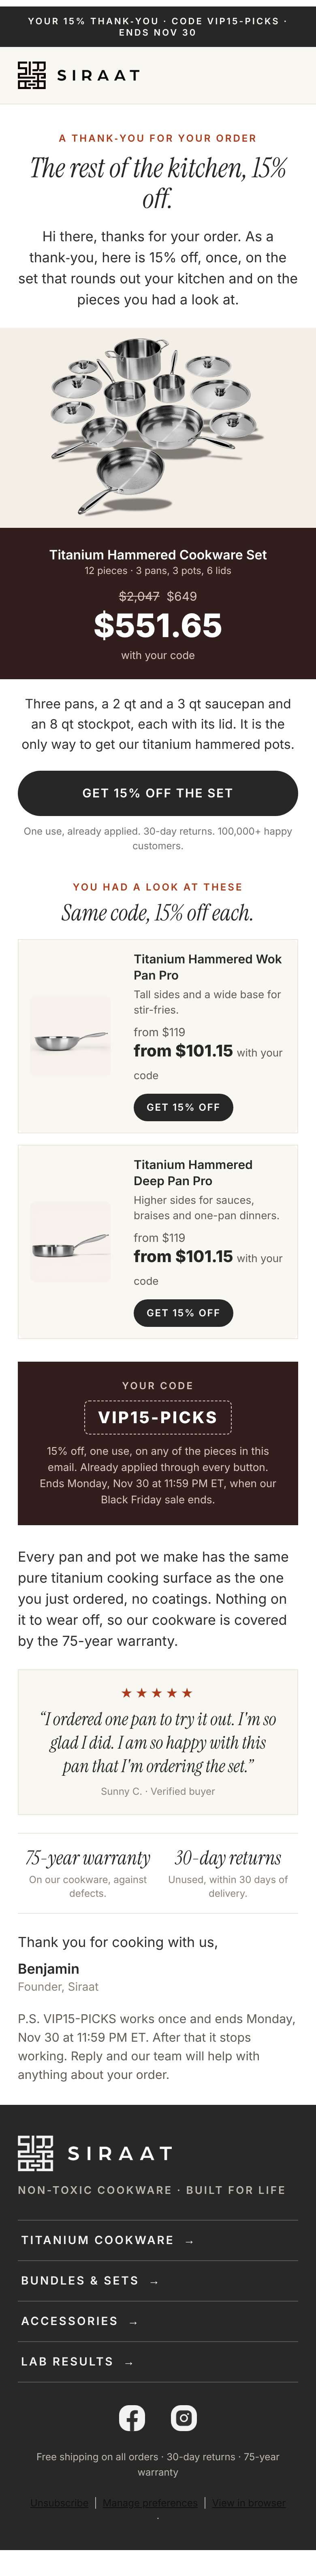 YOUR 15% THANK-YOU · CODE VIP15-PICKS ·
ENDS NOV 30
SIRAAT
A THANK-YOU FOR YOUR ORDER
The rest of the kitchen, 15%
off.
Hi there, thanks for your order. As a
thank-you, here is 15% off, once, on the
set that rounds out your kitchen and on the
pieces you had a look at.
Titanium Hammered Cookware Set
12 pieces · 3 pans, 3 pots, 6 lids
$2,047 $649
$551.65
with your code
Three pans, a 2 qt and a 3 qt saucepan and
an 8 qt stockpot, each with its lid. It is the
only way to get our titanium hammered pots.
GET 15% OFF THE SET
One use, already applied. 30-day returns. 100,000+ happy
customers.
YOU HAD A LOOK AT THESE
Same code, 15% off each.
Titanium Hammered Wok
Pan Pro
Tall sides and a wide base for
stir-fries.
from $119
from $101.15 with your
code
GET 15% OFF
Titanium Hammered
Deep Pan Pro
Higher sides for sauces,
braises and one-pan dinners.
from $119
from $101.15 with your
code
GET 15% OFF
YOUR CODE
VIP15-PICKS
15% off, one use, on any of the pieces in this
email. Already applied through every button.
Ends Monday, Nov 30 at 11:59 PM ET, when our
Black Friday sale ends.
Every pan and pot we make has the same
pure titanium cooking surface as the one
you just ordered, no coatings. Nothing on
it to wear off, so our cookware is covered
by the 75-year warranty.
★★★★★
“I ordered one pan to try it out. I'm so
glad I did. I am so happy with this
pan that I'm ordering the set.”
Sunny C. · Verified buyer
75-year warranty
On our cookware, against
defects.
30-day returns
Unused, within 30 days of
delivery.
Thank you for cooking with us,
Benjamin
Founder, Siraat
P.S. VIP15-PICKS works once and ends Monday,
Nov 30 at 11:59 PM ET. After that it stops
working. Reply and our team will help with
anything about your order.
SIRAAT
NON-TOXIC COOKWARE · BUILT FOR LIFE
TITANIUM COOKWARE →
BUNDLES & SETS →
ACCESSORIES →
LAB RESULTS →
Free shipping on all orders · 30-day returns · 75-year
warranty
Unsubscribe | Manage preferences | View in browser
.